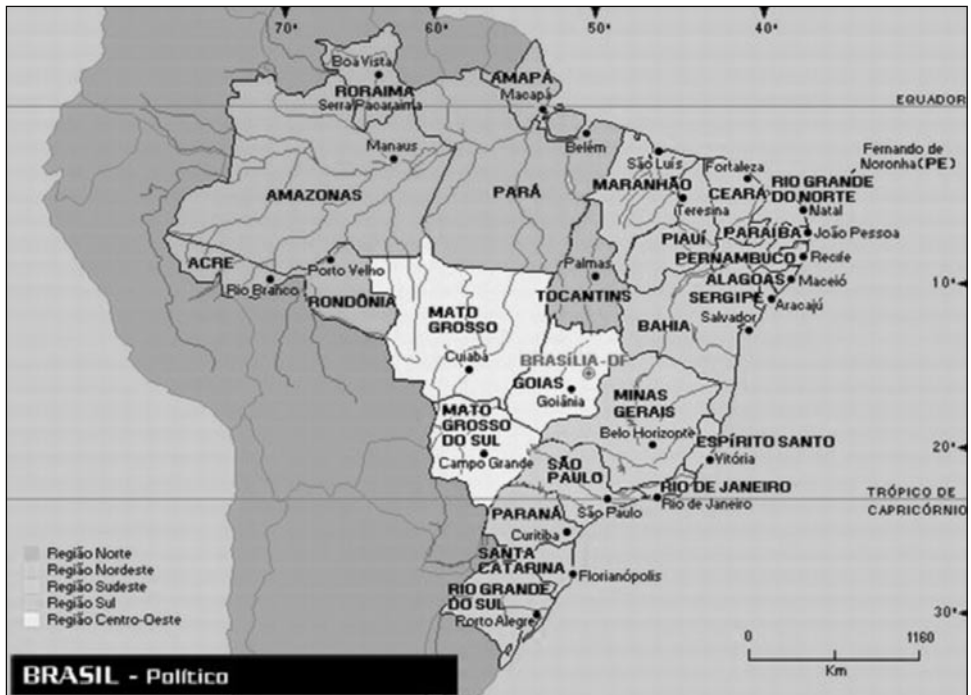 70° 60° 50° 40°
Boa Vista
RORAIMA
Serra Pacaraima
AMAPÁ
Macapá
EQUADOR
Belém
Manaus
São Luís
Fortaleza
Fernando de
Noronha(PE)
AMAZONAS
PARÁ
MARANHÃO
Teresina
CEARÁ
RIO GRANDE
DO NORTE
Natal
PIAUÍ
PARAÍBA
João Pessoa
PERNAMBUCO
Recife
ACRE
Rio Branco
Porto Velho
RONDÔNIA
Palmas
TOCANTINS
ALAGOAS
Maceió
10°
SERGIPE
Aracajú
MATO
GROSSO
Cuiabá
BAHIA
Salvador
BRASÍLIA-DF
GOIAS
Goiânia
MINAS
GERAIS
Belo Horizonte
MATO
GROSSO
DO SUL
Campo Grande
ESPÍRITO SANTO
Vitória
20°
SÃO
PAULO
São Paulo
RIO DE JANEIRO
Rio de Janeiro
TRÓPICO DE
CAPRICÓRNIO
PARANÁ
Curitiba
SANTA
CATARINA
Florianópolis
RIO GRANDE
DO SUL
Porto Alegre
30°
Região Norte
Região Nordeste
Região Sudeste
Região Sul
Região Centro-Oeste
0 1160
Km
BRASIL - Político